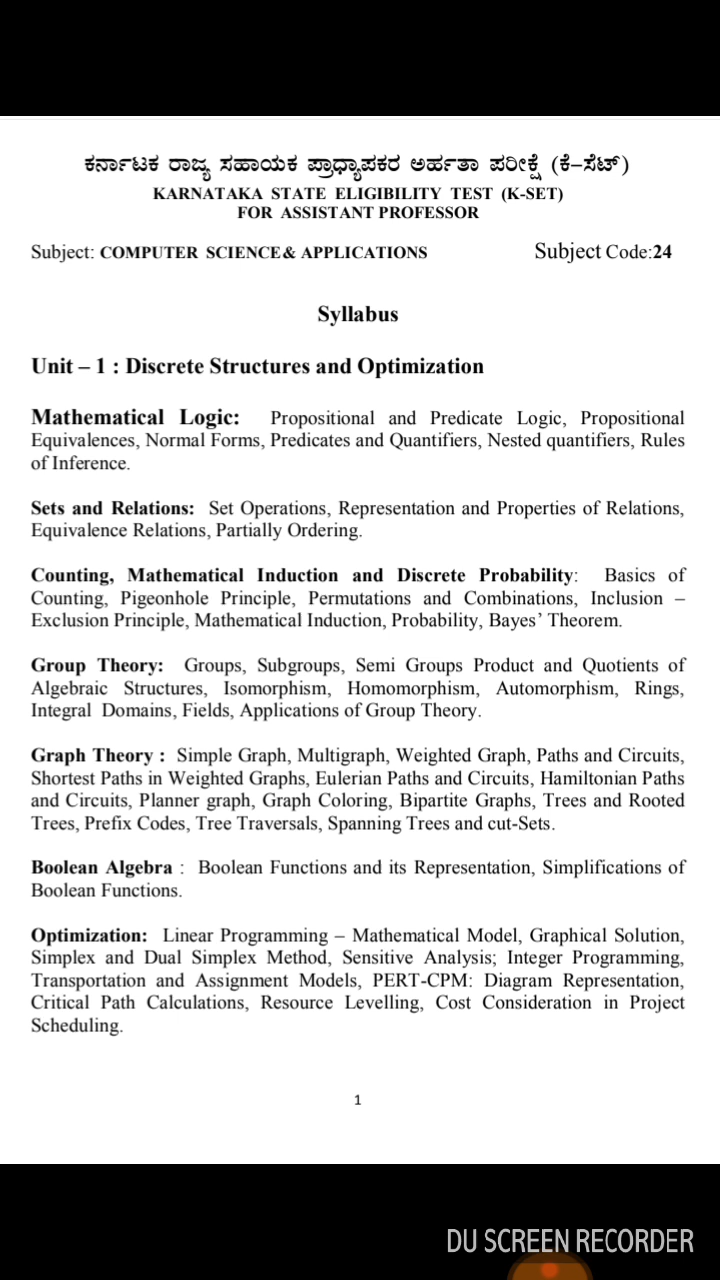 ಕರ್ನಾಟಕ ರಾಜ್ಯ ಸಹಾಯಕ ಪ್ರಾಧ್ಯಾಪಕರ ಅರ್ಹತಾ ಪರೀಕ್ಷೆ (ಕೆ–ಸೆಟ್)
KARNATAKA STATE ELIGIBILITY TEST (K-SET)
FOR ASSISTANT PROFESSOR
Subject: COMPUTER SCIENCE& APPLICATIONS Subject Code:24
Syllabus
Unit – 1 : Discrete Structures and Optimization
Mathematical Logic: Propositional and Predicate Logic, Propositional
Equivalences, Normal Forms, Predicates and Quantifiers, Nested quantifiers, Rules
of Inference.
Sets and Relations: Set Operations, Representation and Properties of Relations,
Equivalence Relations, Partially Ordering.
Counting, Mathematical Induction and Discrete Probability: Basics of
Counting, Pigeonhole Principle, Permutations and Combinations, Inclusion –
Exclusion Principle, Mathematical Induction, Probability, Bayes’ Theorem.
Group Theory: Groups, Subgroups, Semi Groups Product and Quotients of
Algebraic Structures, Isomorphism, Homomorphism, Automorphism, Rings,
Integral Domains, Fields, Applications of Group Theory.
Graph Theory : Simple Graph, Multigraph, Weighted Graph, Paths and Circuits,
Shortest Paths in Weighted Graphs, Eulerian Paths and Circuits, Hamiltonian Paths
and Circuits, Planner graph, Graph Coloring, Bipartite Graphs, Trees and Rooted
Trees, Prefix Codes, Tree Traversals, Spanning Trees and cut-Sets.
Boolean Algebra : Boolean Functions and its Representation, Simplifications of
Boolean Functions.
Optimization: Linear Programming – Mathematical Model, Graphical Solution,
Simplex and Dual Simplex Method, Sensitive Analysis; Integer Programming,
Transportation and Assignment Models, PERT-CPM: Diagram Representation,
Critical Path Calculations, Resource Levelling, Cost Consideration in Project
Scheduling.
1
DU SCREEN RECORDER